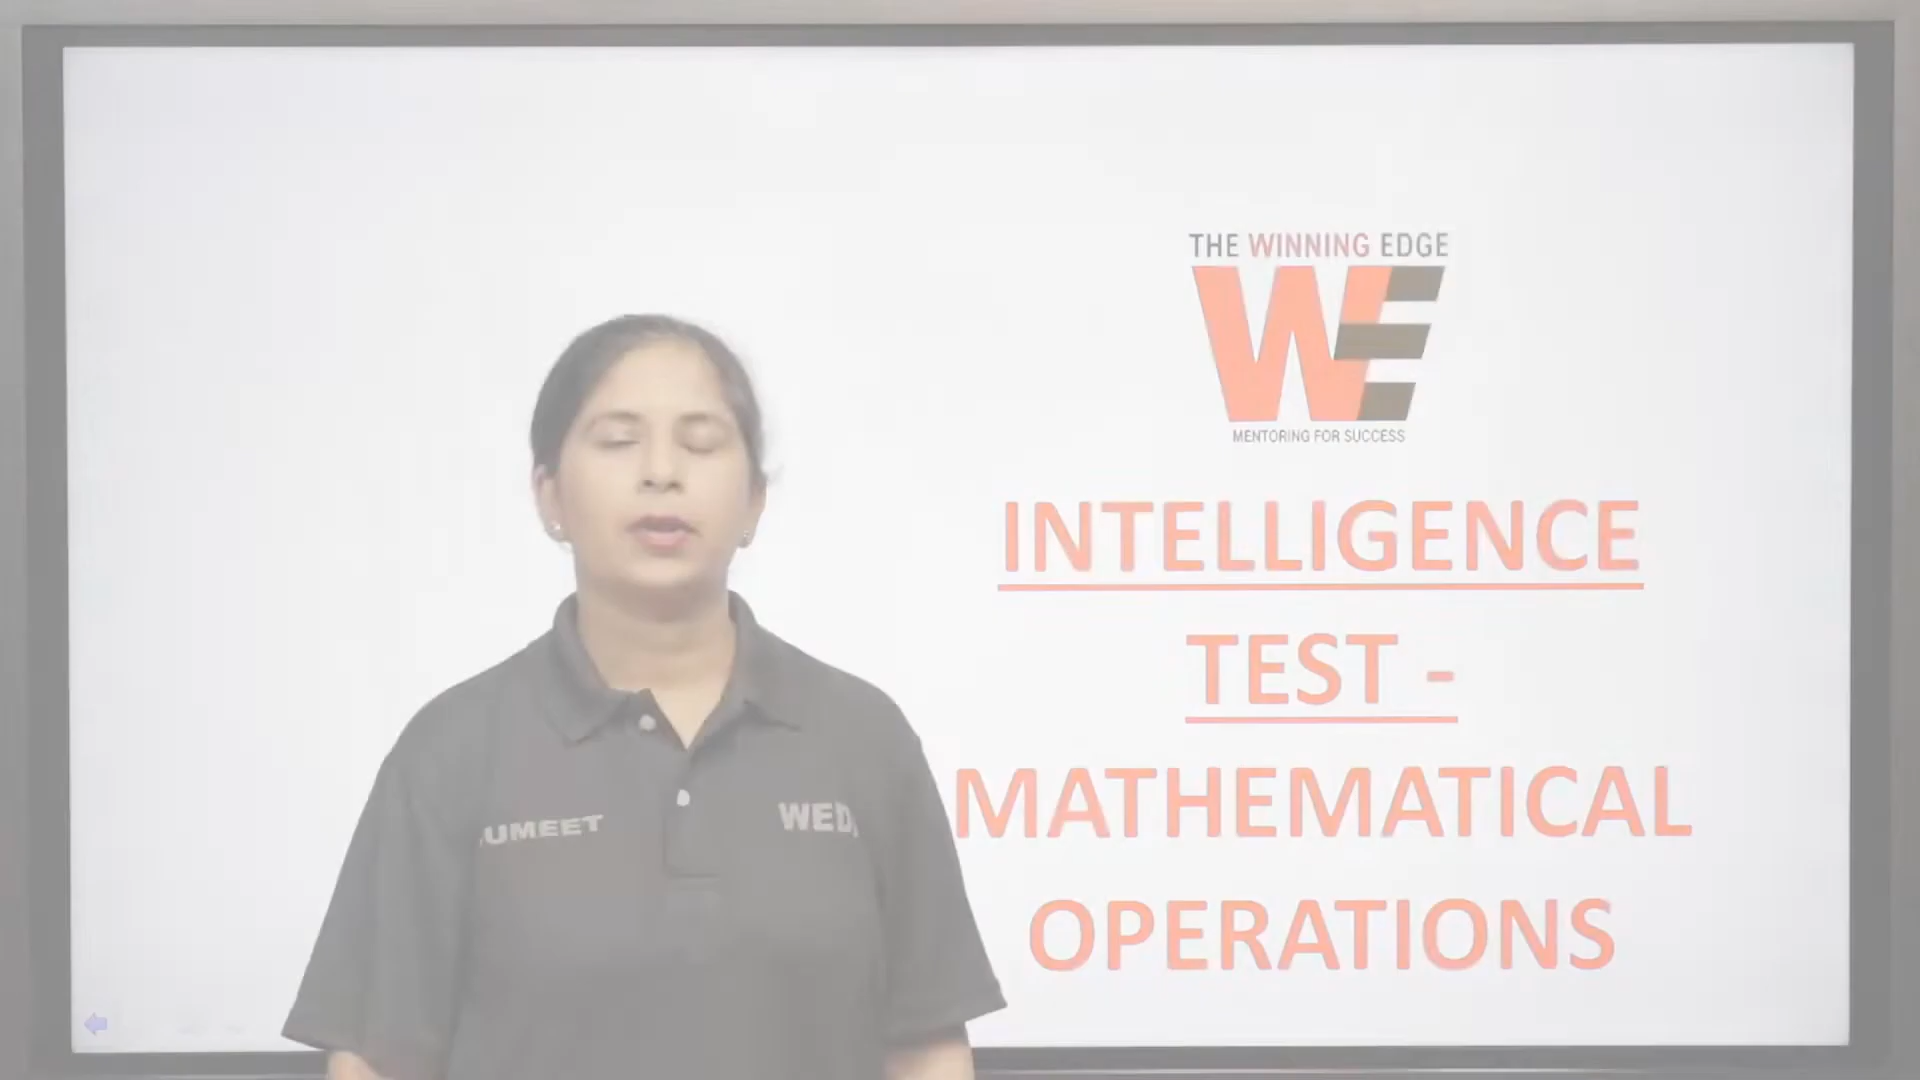 THE WINNING EDGE
WE
MENTORING FOR SUCCESS
INTELLIGENCE
TEST -
MATHEMATICAL
OPERATIONS
UMEET
WED